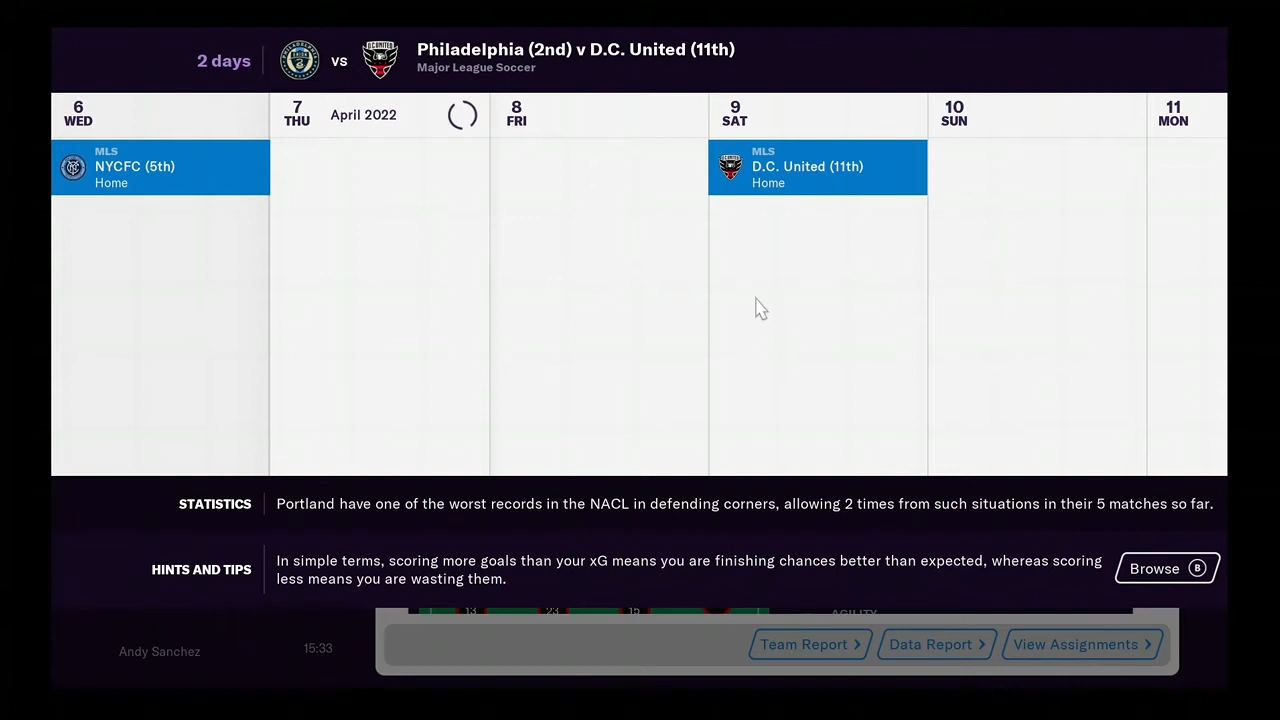 2 days
vs
Philadelphia (2nd) v D.C. United (11th)
Major League Soccer
6
WED
7
THU
April 2022
8
FRI
9
SAT
10
SUN
11
MON
MLS
NYCFC (5th)
Home
MLS
D.C. United (11th)
Home
STATISTICS
Portland have one of the worst records in the NACL in defending corners, allowing 2 times from such situations in their 5 matches so far.
HINTS AND TIPS
In simple terms, scoring more goals than your xG means you are finishing chances better than expected, whereas scoring
less means you are wasting them.
Browse B
13
23
15
AGILITY
Andy Sanchez
15:33
Team Report
Data Report
View Assignments